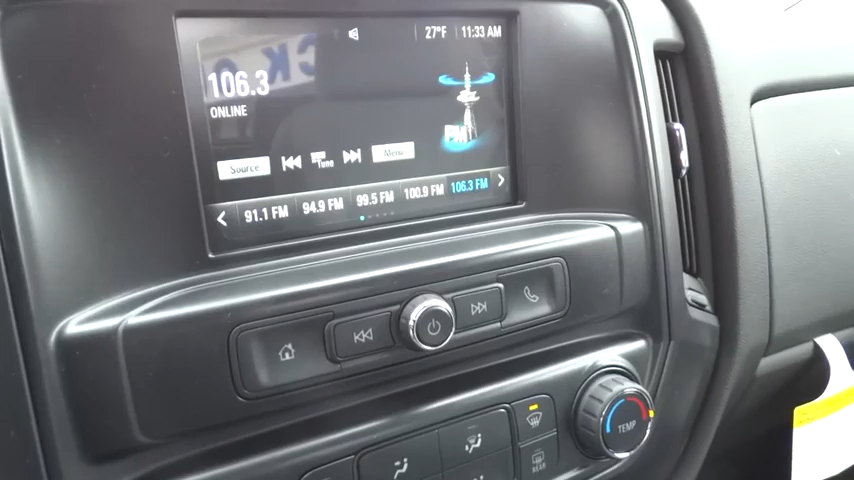 27°F 11:33 AM
106.3
ONLINE
FM
Source Tune Menu
91.1 FM 94.9 FM 99.5 FM 100.9 FM 106.3 FM
TEMP
REAR